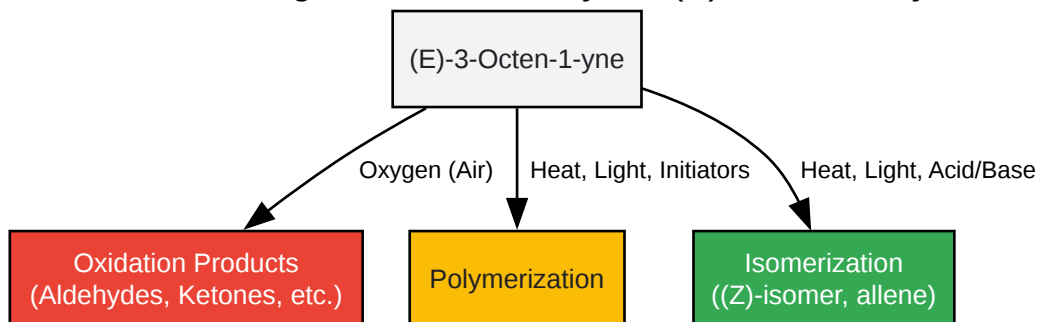 (E)-3-Octen-1-yne
Oxygen (Air)
Heat, Light, Initiators
Heat, Light, Acid/Base
Oxidation Products
(Aldehydes, Ketones, etc.)
Polymerization
Isomerization
((Z)-isomer, allene)